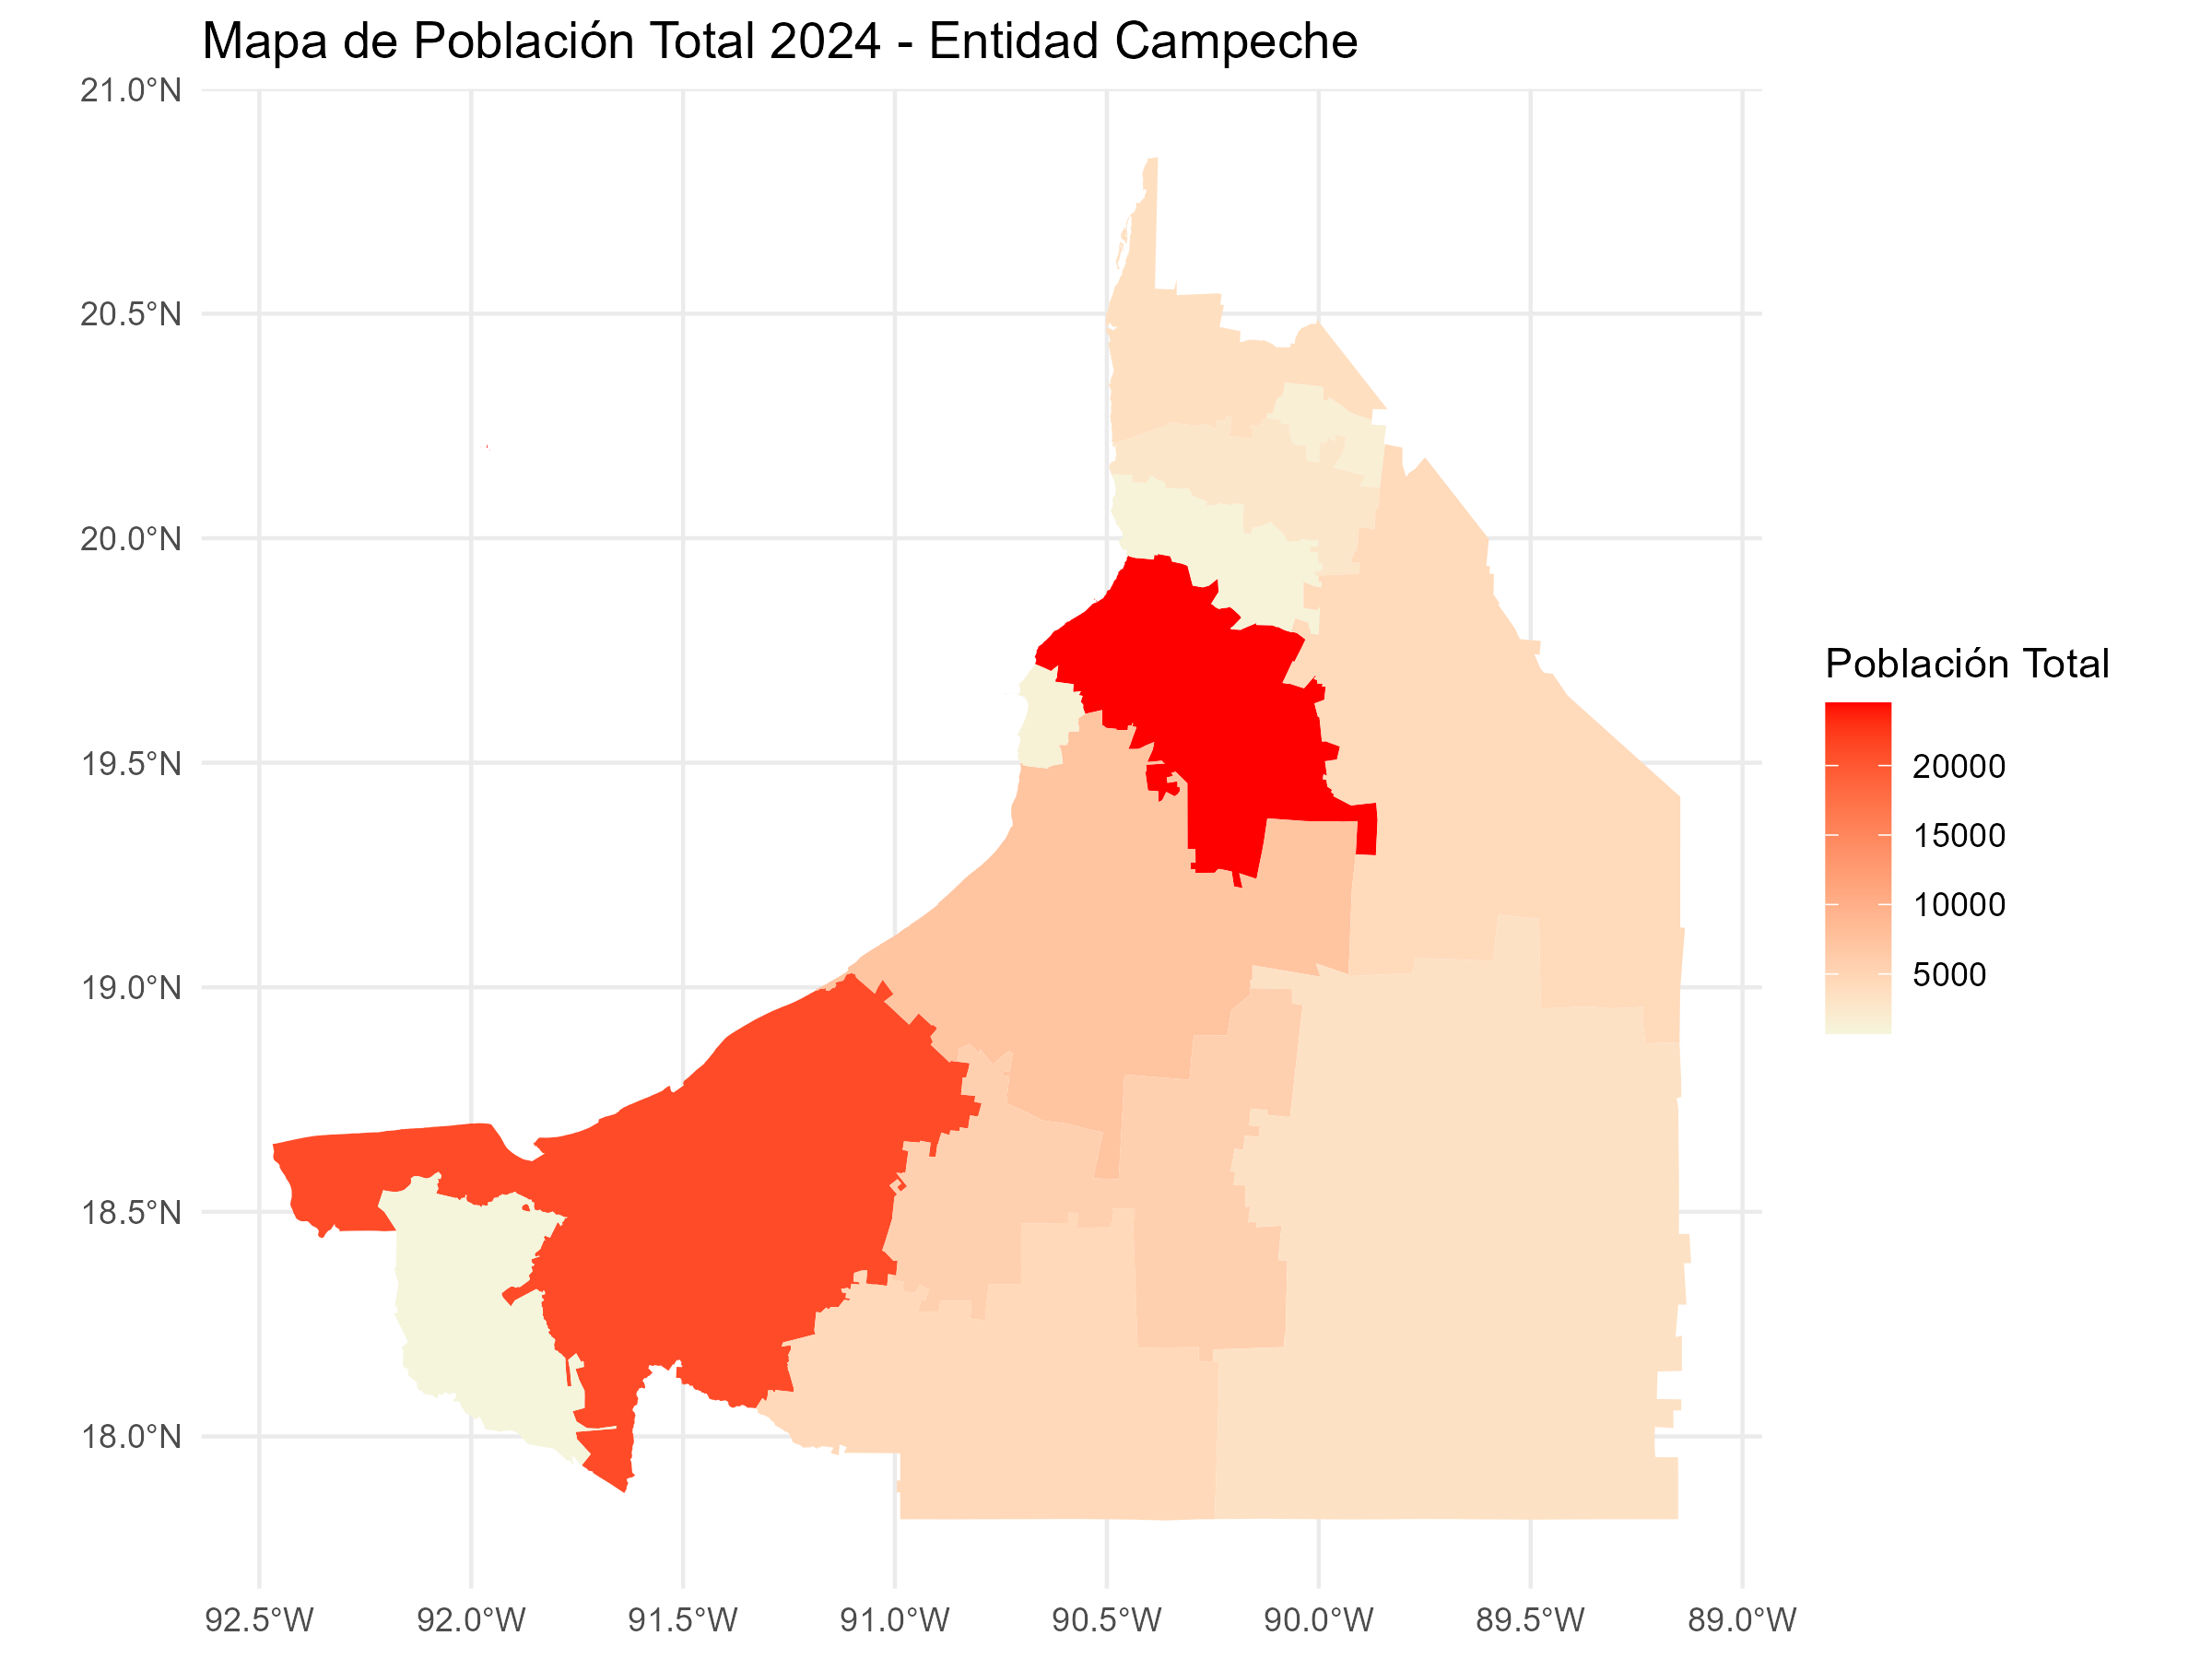 Mapa de Población Total 2024 - Entidad Campeche
21.0°N
20.5°N
20.0°N
19.5°N
19.0°N
18.5°N
18.0°N
92.5°W
92.0°W
91.5°W
91.0°W
90.5°W
90.0°W
89.5°W
89.0°W
Población Total
20000
15000
10000
5000